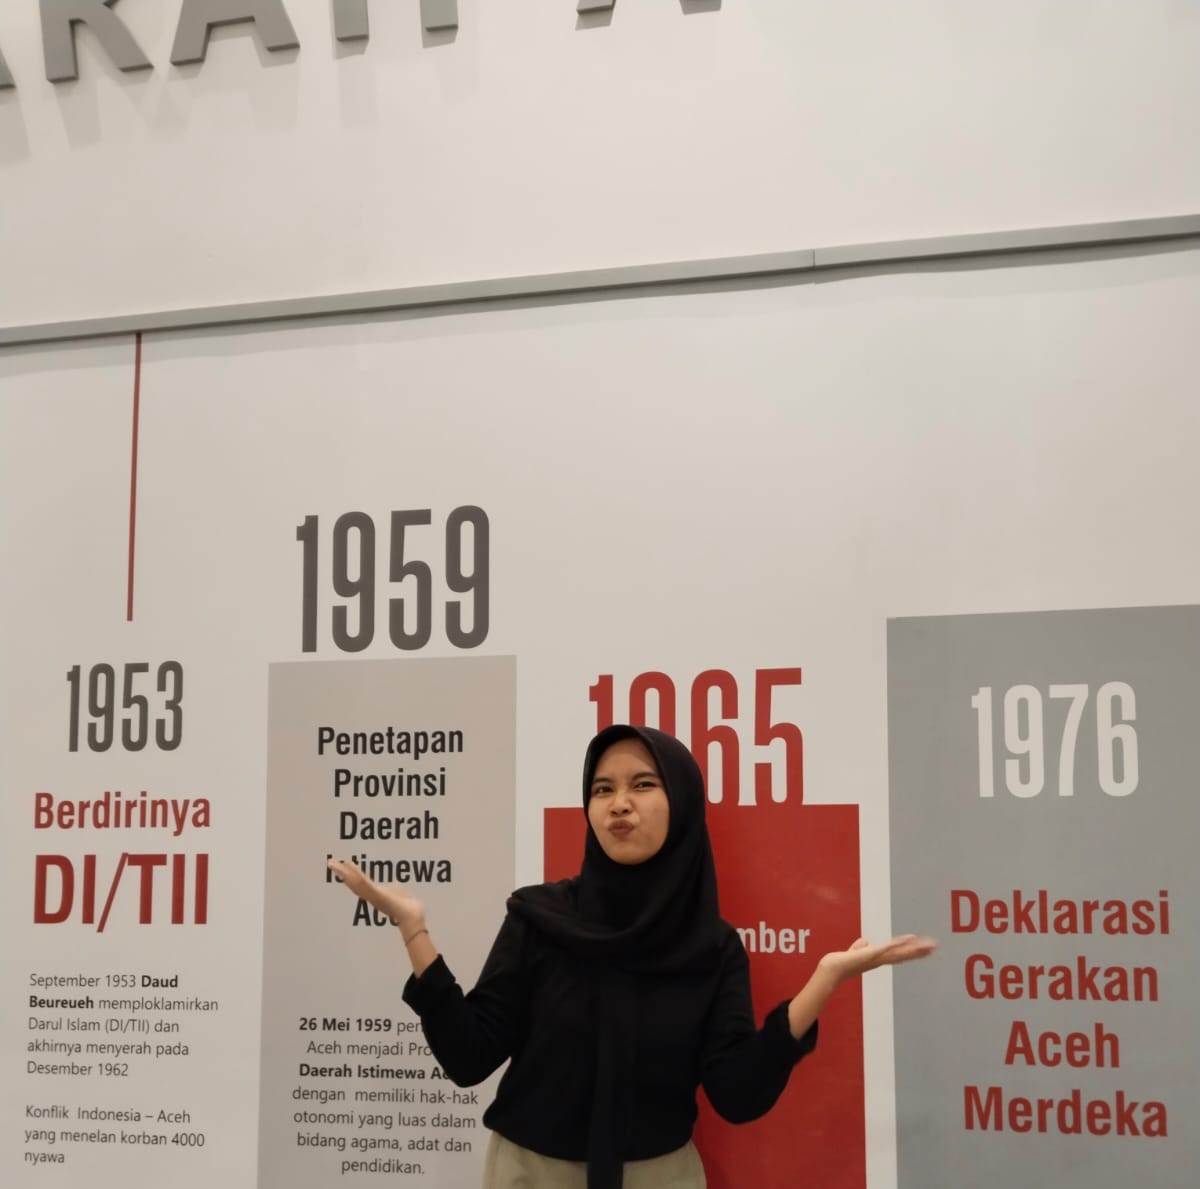 1953
Berdirinya
DI/TII
September 1953 Daud
Beureueh memploklamirkan
Darul Islam (DI/TII) dan
akhirnya menyerah pada
Desember 1962
Konflik Indonesia – Aceh
yang menelan korban 4000
nyawa
1959
Penetapan
Provinsi
Daerah
Istimewa
26 Mei 1959
Aceh menjadi
Daerah Istimewa
dengan memiliki hak-hak
otonomi yang luas dalam
bidang agama, adat dan
pendidikan.
1965
1976
Deklarasi
Gerakan
Aceh
Merdeka